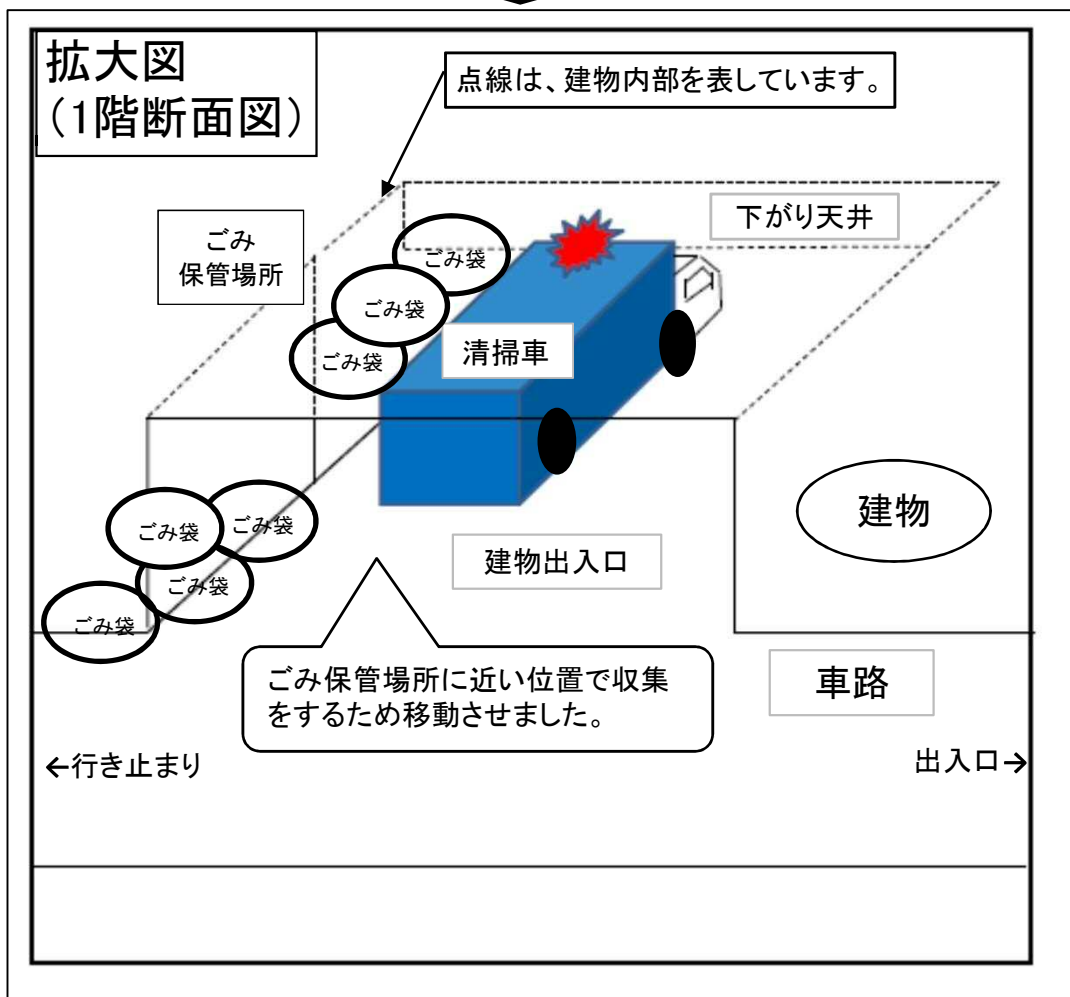 拡大図
（1階断面図）
点線は、建物内部を表しています。
ごみ
保管場所
下がり天井
ごみ袋
ごみ袋
ごみ袋
清掃車
ごみ袋
ごみ袋
ごみ袋
ごみ袋
建物
建物出入口
ごみ保管場所に近い位置で収集
をするため移動させました。
車路
←行き止まり
出入口→